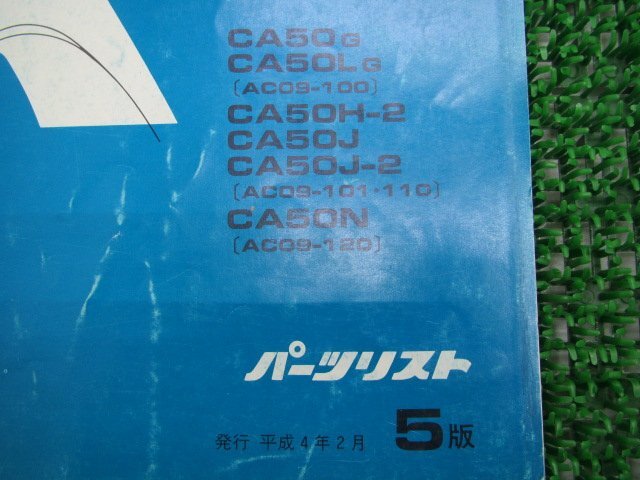 CA50G
CA50LG
(AC09-100)
CA50H-2
CA50J
CA50J-2
(AC09-101・110)
CA50N
(AC09-120)
パーツリスト
発行 平成4年2月 5版